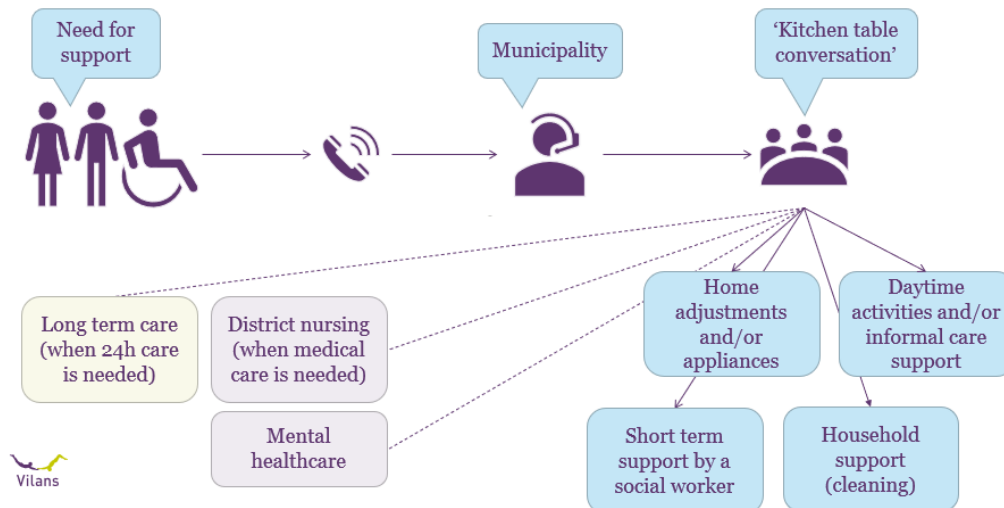 Need for
support
Municipality
‘Kitchen table
conversation’
Long term care
(when 24h care
is needed)
District nursing
(when medical
care is needed)
Mental
healthcare
Home
adjustments
and/or
appliances
Daytime
activities and/or
informal care
support
Short term
support by a
social worker
Household
support
(cleaning)
Vilans